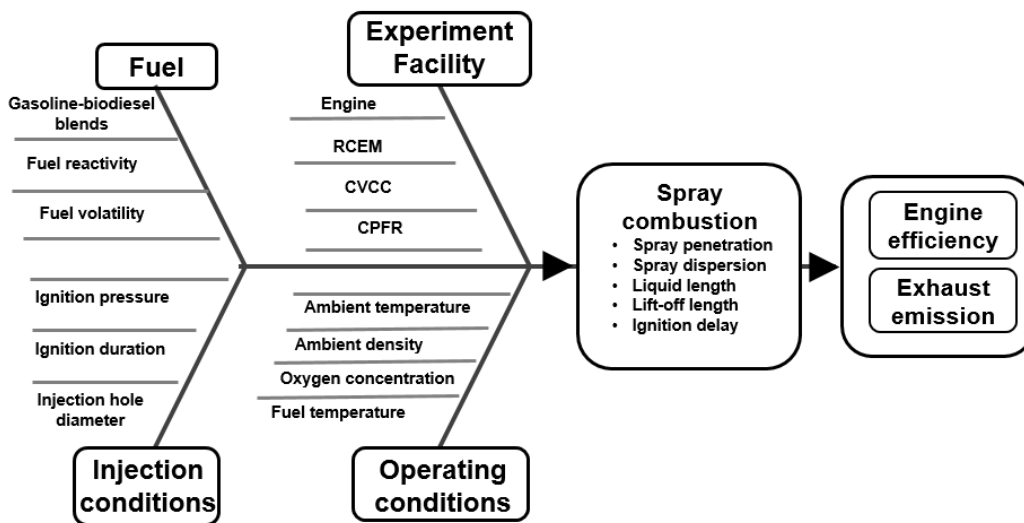 Fuel
Gasoline-biodiesel
blends
Fuel reactivity
Fuel volatility
Experiment
Facility
Engine
RCEM
CVCC
CPFR
Ignition pressure
Ignition duration
Injection hole
diameter
Injection
conditions
Ambient temperature
Ambient density
Oxygen concentration
Fuel temperature
Operating
conditions
Spray
combustion
• Spray penetration
• Spray dispersion
• Liquid length
• Lift-off length
• Ignition delay
Engine
efficiency
Exhaust
emission